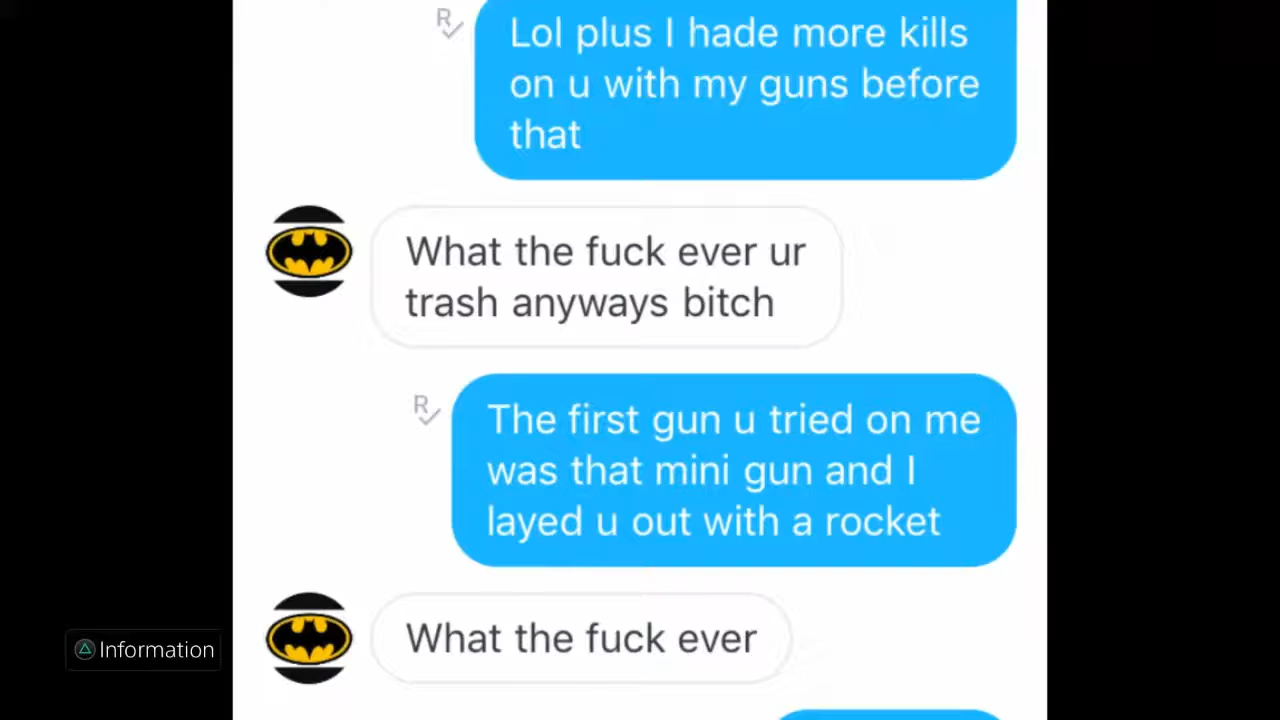 R
Lol plus I hade more kills
on u with my guns before
that
What the fuck ever ur
trash anyways bitch
R
The first gun u tried on me
was that mini gun and I
layed u out with a rocket
What the fuck ever
Information